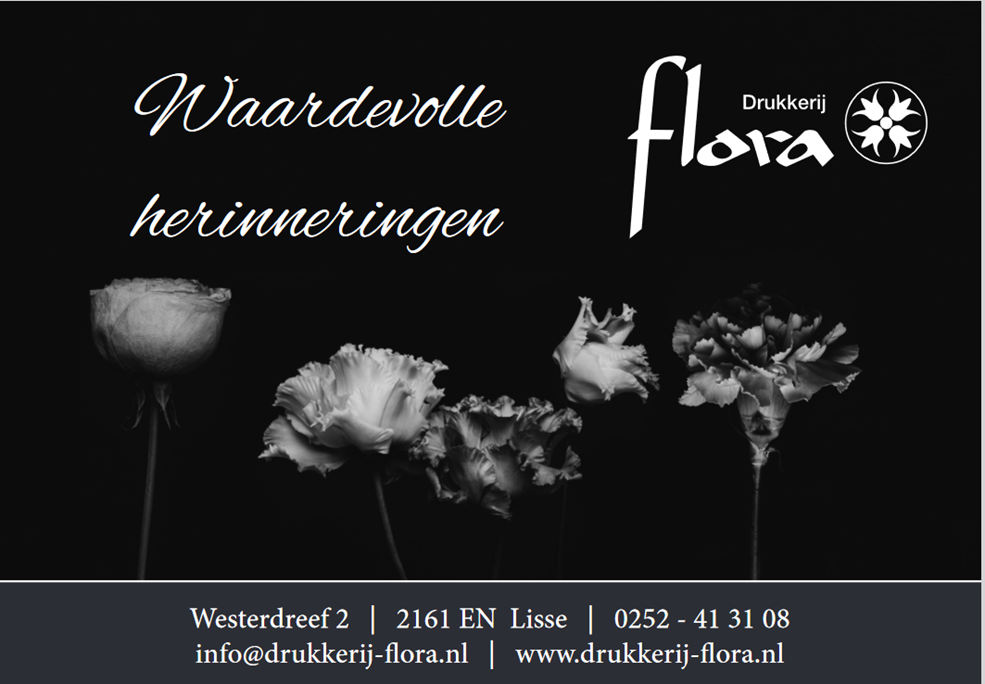 Waardevolle
herinneringen
Drukkerij
flora
Westerdreef 2 | 2161 EN Lisse | 0252 - 41 31 08
info@drukkerij-flora.nl | www.drukkerij-flora.nl